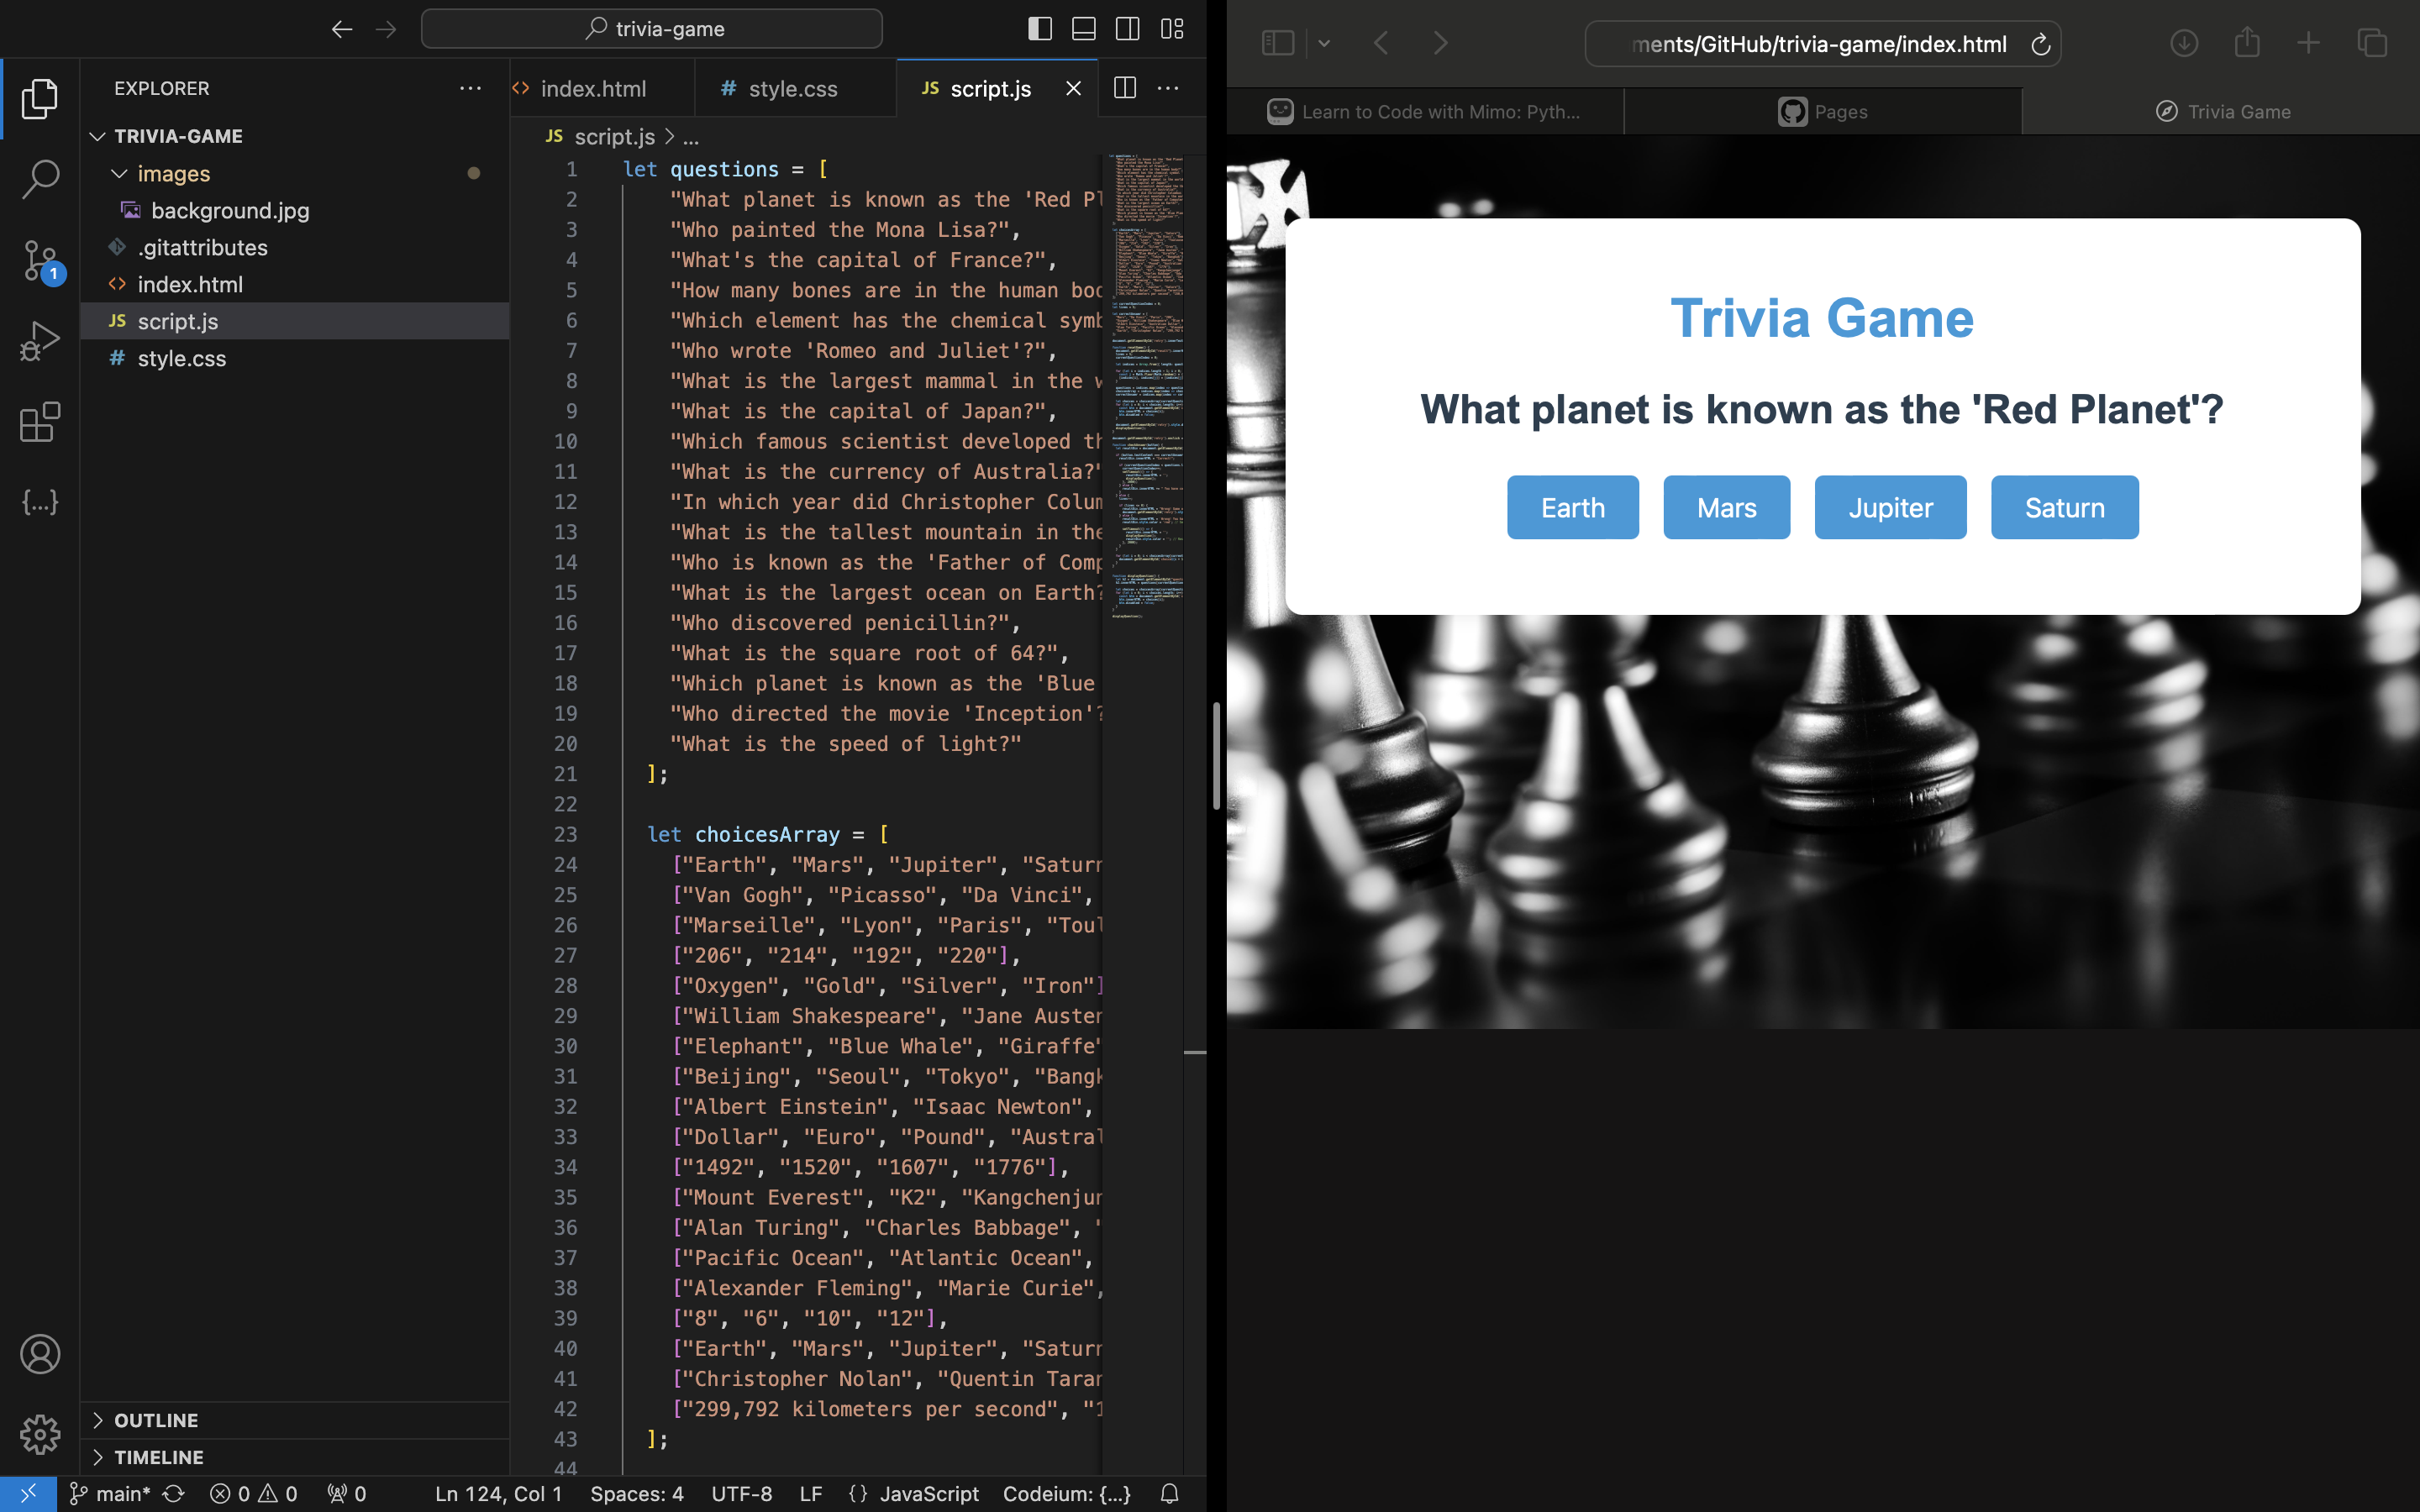 trivia-game
EXPLORER
TRIVIA-GAME
images
background.jpg
.gitattributes
index.html
JS script.js
# style.css
1
OUTLINE
TIMELINE
index.html
# style.css
JS script.js
JS script.js > ...
1 let questions = [
2 "What planet is known as the 'Red Pl
3 "Who painted the Mona Lisa?",
4 "What's the capital of France?",
5 "How many bones are in the human bod
6 "Which element has the chemical symb
7 "Who wrote 'Romeo and Juliet'?",
8 "What is the largest mammal in the w
9 "What is the capital of Japan?",
10 "Which famous scientist developed th
11 "What is the currency of Australia?"
12 "In which year did Christopher Colum
13 "What is the tallest mountain in the
14 "Who is known as the 'Father of Comp
15 "What is the largest ocean on Earth?
16 "Who discovered penicillin?",
17 "What is the square root of 64?",
18 "Which planet is known as the 'Blue
19 "Who directed the movie 'Inception'?
20 "What is the speed of light?"
21 ];
22
23 let choicesArray = [
24 ["Earth", "Mars", "Jupiter", "Saturn
25 ["Van Gogh", "Picasso", "Da Vinci",
26 ["Marseille", "Lyon", "Paris", "Toul
27 ["206", "214", "192", "220"],
28 ["Oxygen", "Gold", "Silver", "Iron"]
29 ["William Shakespeare", "Jane Austen
30 ["Elephant", "Blue Whale", "Giraffe"
31 ["Beijing", "Seoul", "Tokyo", "Bangk
32 ["Albert Einstein", "Isaac Newton",
33 ["Dollar", "Euro", "Pound", "Austral
34 ["1492", "1520", "1607", "1776"],
35 ["Mount Everest", "K2", "Kangchenjun
36 ["Alan Turing", "Charles Babbage", "
37 ["Pacific Ocean", "Atlantic Ocean",
38 ["Alexander Fleming", "Marie Curie",
39 ["8", "6", "10", "12"],
40 ["Earth", "Mars", "Jupiter", "Saturn
41 ["Christopher Nolan", "Quentin Taran
42 ["299,792 kilometers per second", "1
43 ];
44
main* 0 0 0 Ln 124, Col 1 Spaces: 4 UTF-8 LF {} JavaScript Codeium: {...}
ments/GitHub/trivia-game/index.html
Learn to Code with Mimo: Pyth...
Pages
Trivia Game
Trivia Game
What planet is known as the 'Red Planet'?
Earth Mars Jupiter Saturn